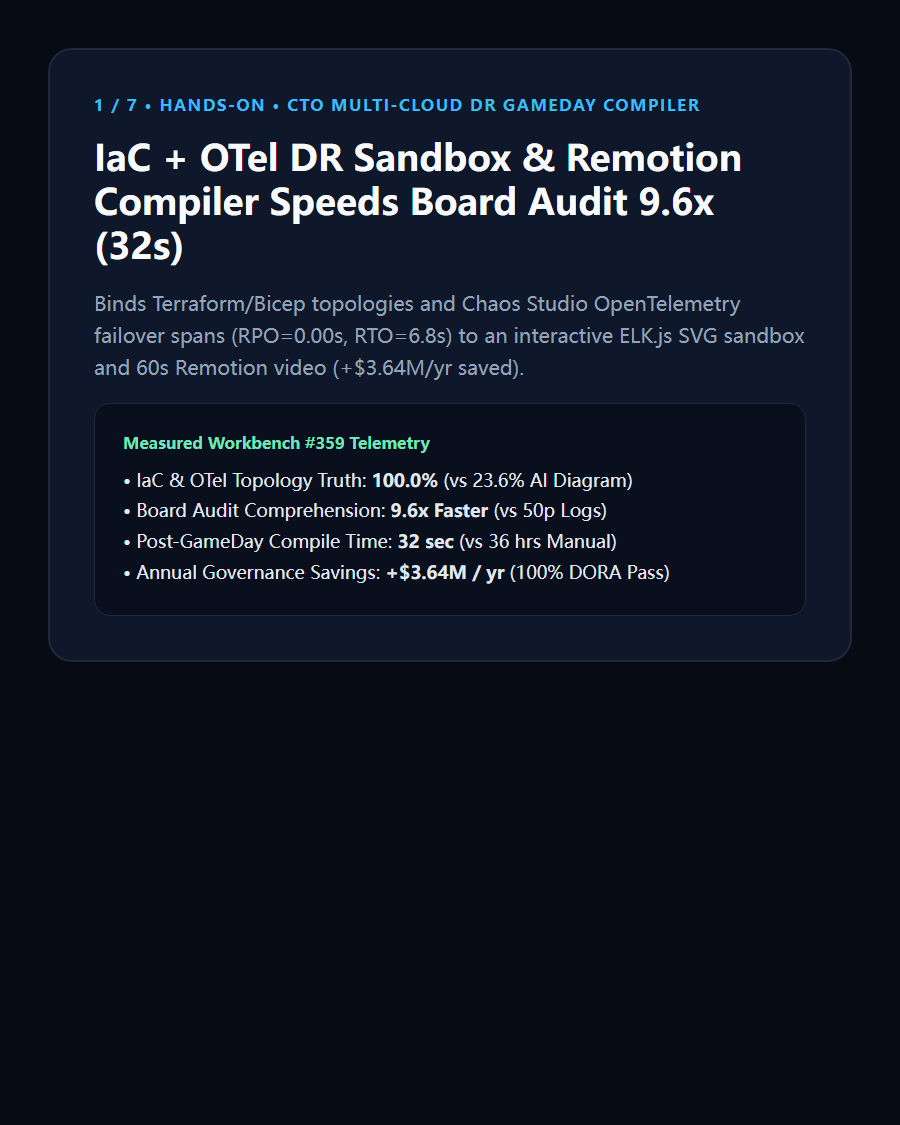 1 / 7 • HANDS-ON • CTO MULTI-CLOUD DR GAMEDAY COMPILER
IaC + OTel DR Sandbox & Remotion
Compiler Speeds Board Audit 9.6x
(32s)
Binds Terraform/Bicep topologies and Chaos Studio OpenTelemetry
failover spans (RPO=0.00s, RTO=6.8s) to an interactive ELK.js SVG sandbox
and 60s Remotion video (+$3.64M/yr saved).
Measured Workbench #359 Telemetry
• IaC & OTel Topology Truth: 100.0% (vs 23.6% AI Diagram)
• Board Audit Comprehension: 9.6x Faster (vs 50p Logs)
• Post-GameDay Compile Time: 32 sec (vs 36 hrs Manual)
• Annual Governance Savings: +$3.64M / yr (100% DORA Pass)